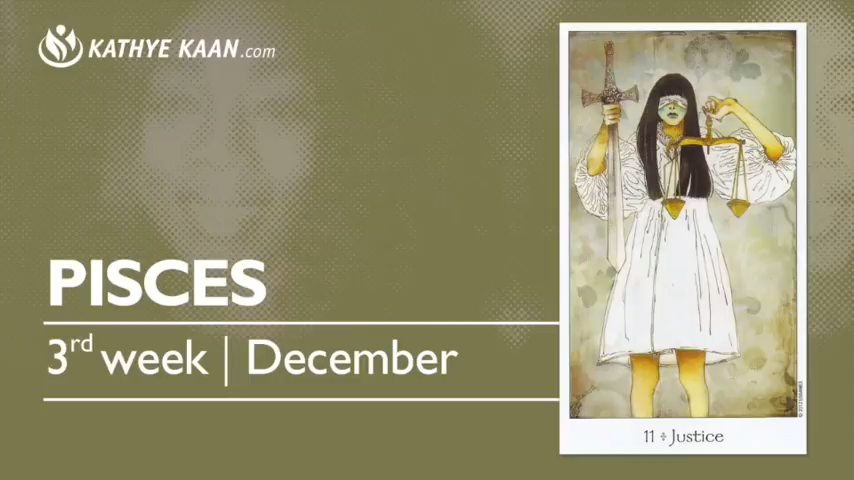 KATHYE KAAN.com
PISCES
3rd week | December
11 ÷ Justice